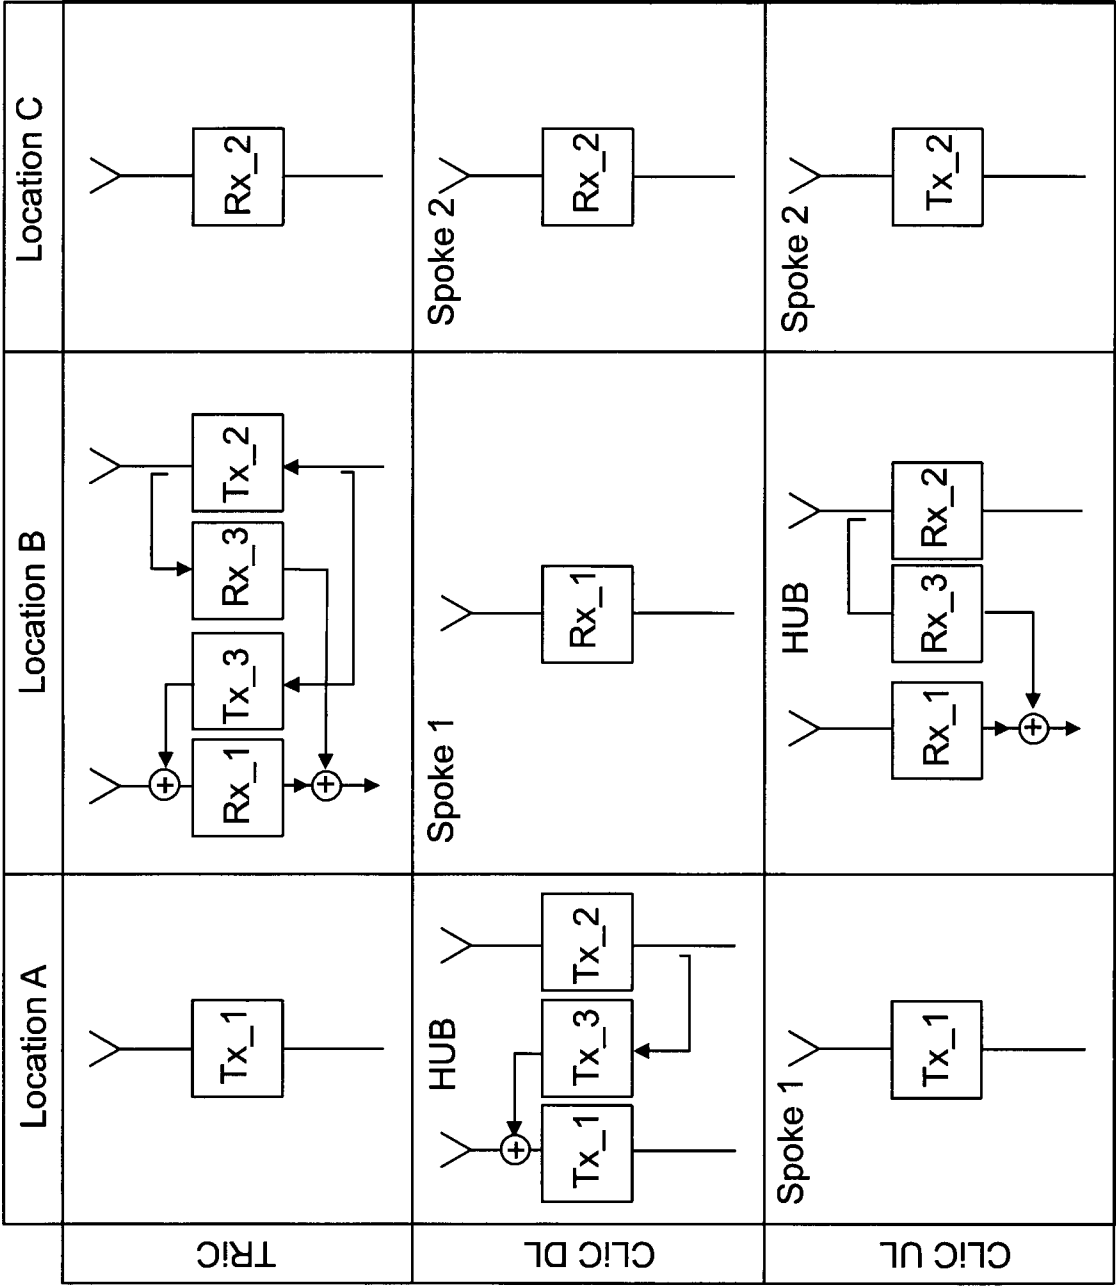 Location A
Location B
Location C
TRiC
Tx_1
Rx_1
Tx_3
Rx_3
Tx_2
Rx_2
CLiC DL
HUB
Tx_1
Tx_3
Tx_2
Spoke 1
Rx_1
Spoke 2
Rx_2
CLiC UL
Spoke 1
Tx_1
HUB
Rx_1
Rx_3
Rx_2
Spoke 2
Tx_2